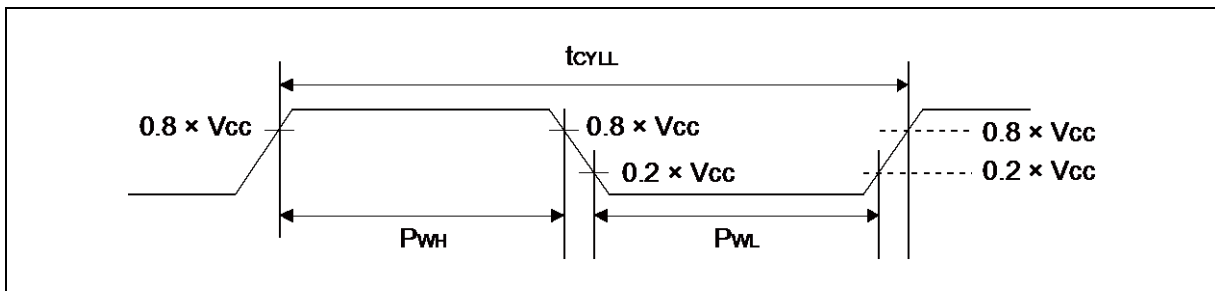 tCYLL
0.8 × Vcc
0.8 × Vcc
0.8 × Vcc
0.2 × Vcc
0.2 × Vcc
PWH
PWL